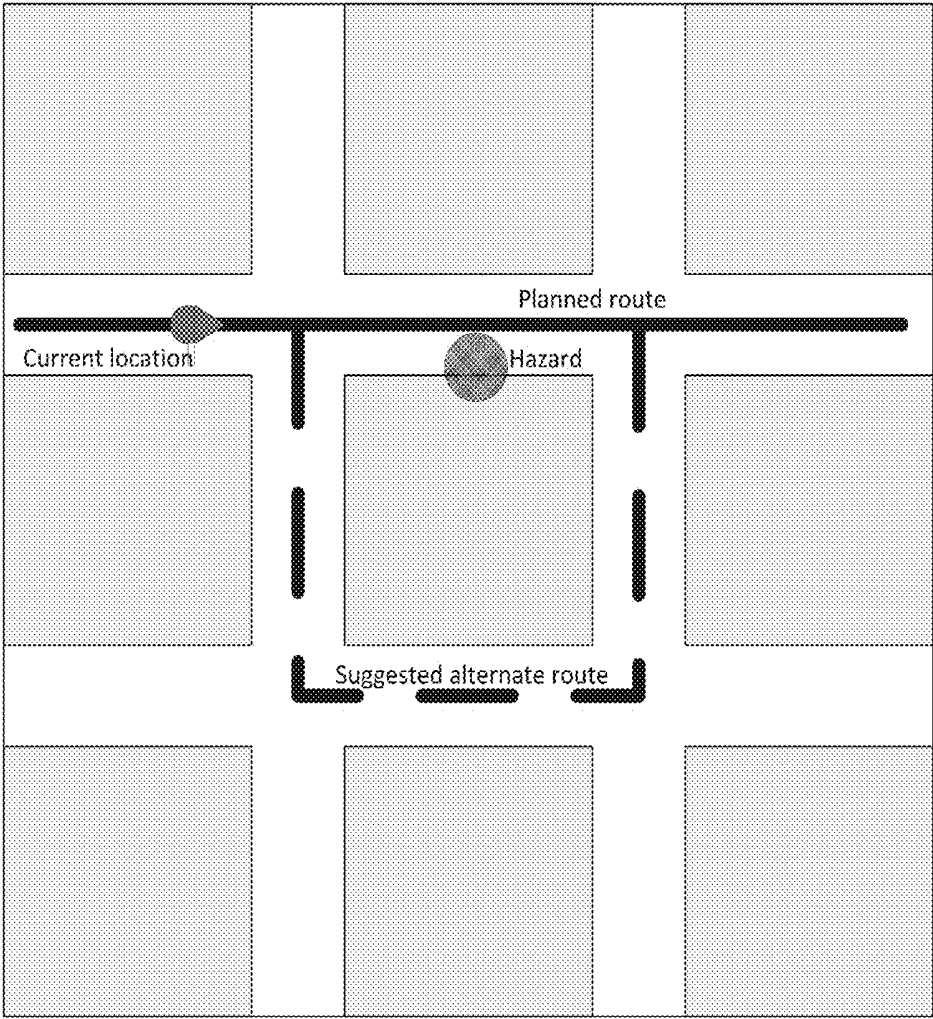 Planned route
Current location
Hazard
Suggested alternate route